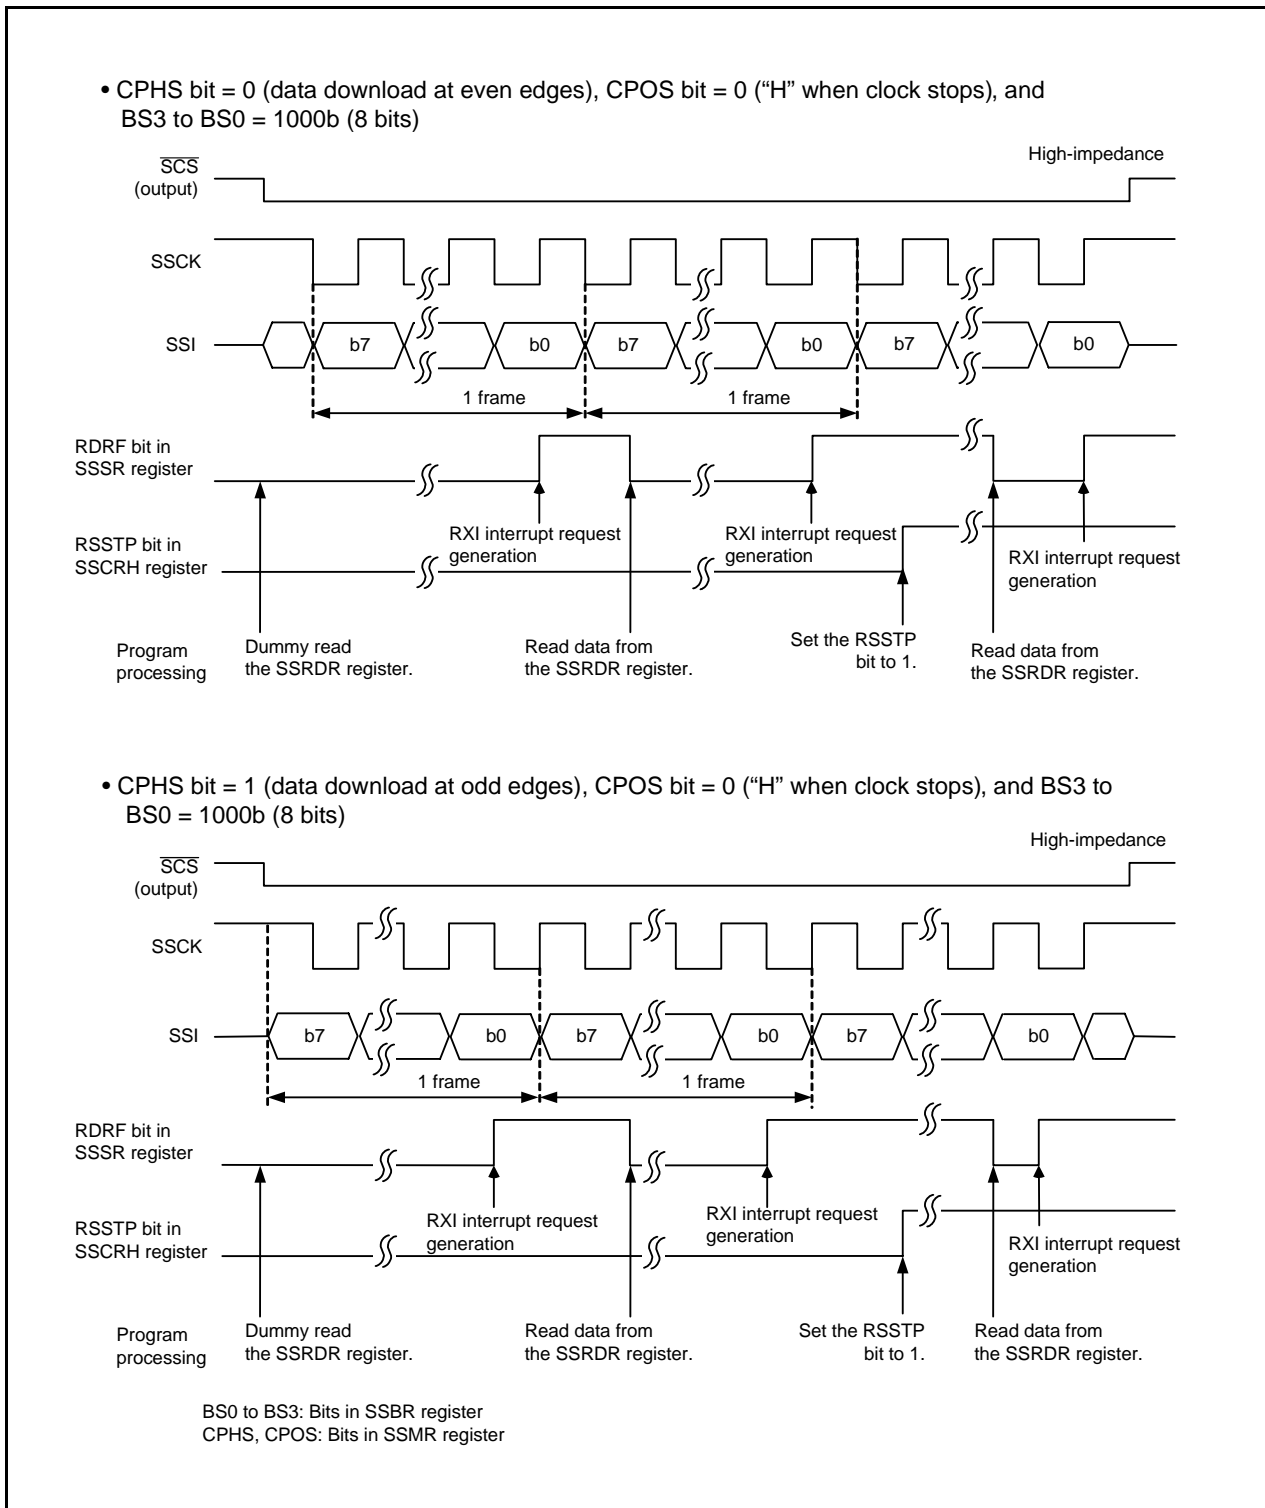 • CPHS bit = 0 (data download at even edges), CPOS bit = 0 (“H” when clock stops), and
BS3 to BS0 = 1000b (8 bits)
High-impedance
SCS
(output)
SSCK
SSI
b7
b0
b7
b0
b7
b0
1 frame
1 frame
RDRF bit in
SSSR register
RXI interrupt request
generation
RXI interrupt request
generation
RSSTP bit in
SSCRH register
RXI interrupt request
generation
Program
processing
Dummy read
the SSRDR register.
Read data from
the SSRDR register.
Set the RSSTP
bit to 1.
Read data from
the SSRDR register.
• CPHS bit = 1 (data download at odd edges), CPOS bit = 0 (“H” when clock stops), and BS3 to
BS0 = 1000b (8 bits)
High-impedance
SCS
(output)
SSCK
SSI
b7
b0
b7
b0
b7
b0
1 frame
1 frame
RDRF bit in
SSSR register
RXI interrupt request
generation
RXI interrupt request
generation
RSSTP bit in
SSCRH register
RXI interrupt request
generation
Program
processing
Dummy read
the SSRDR register.
Read data from
the SSRDR register.
Set the RSSTP
bit to 1.
Read data from
the SSRDR register.
BS0 to BS3: Bits in SSBR register
CPHS, CPOS: Bits in SSMR register